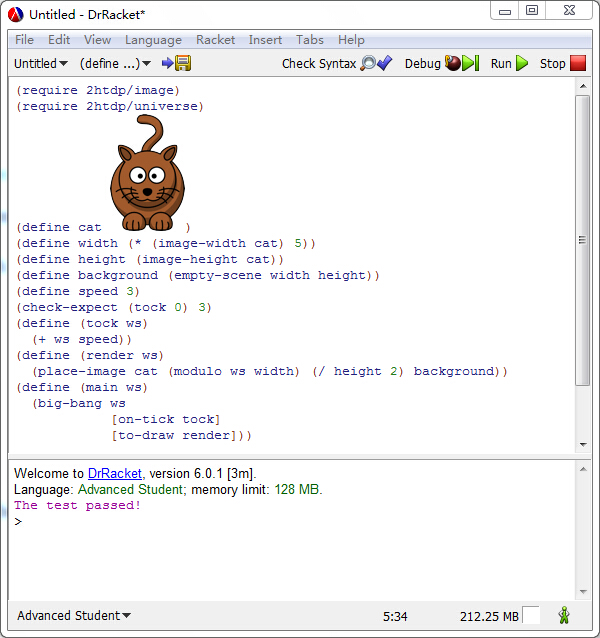 Untitled - DrRacket*
File Edit View Language Racket Insert Tabs Help
Untitled (define ...) Check Syntax Debug Run Stop
(require 2htdp/image)
(require 2htdp/universe)
(define cat )
(define width (* (image-width cat) 5))
(define height (image-height cat))
(define background (empty-scene width height))
(define speed 3)
(check-expect (tock 0) 3)
(define (tock ws)
  (+ ws speed))
(define (render ws)
  (place-image cat (modulo ws width) (/ height 2) background))
(define (main ws)
  (big-bang ws
            [on-tick tock]
            [to-draw render]))
Welcome to DrRacket, version 6.0.1 [3m].
Language: Advanced Student; memory limit: 128 MB.
The test passed!
>
Advanced Student 5:34 212.25 MB